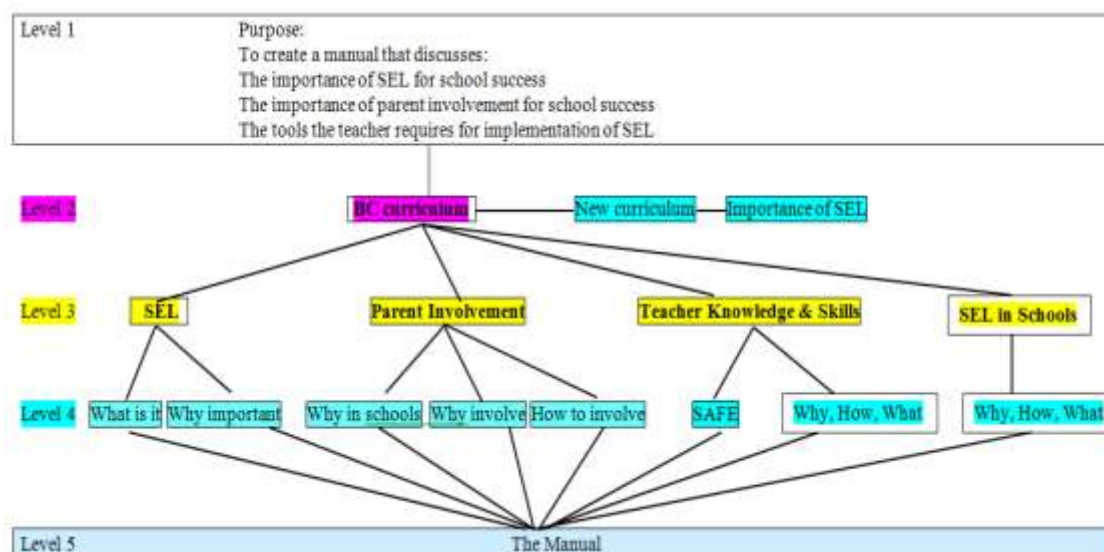 Level 1 Purpose:
To create a manual that discusses:
The importance of SEL for school success
The importance of parent involvement for school success
The tools the teacher requires for implementation of SEL
Level 2 BC curriculum New curriculum Importance of SEL
Level 3 SEL Parent Involvement Teacher Knowledge & Skills SEL in Schools
Level 4 What is it Why important Why in schools Why involve How to involve SAFE Why, How, What Why, How, What
Level 5 The Manual